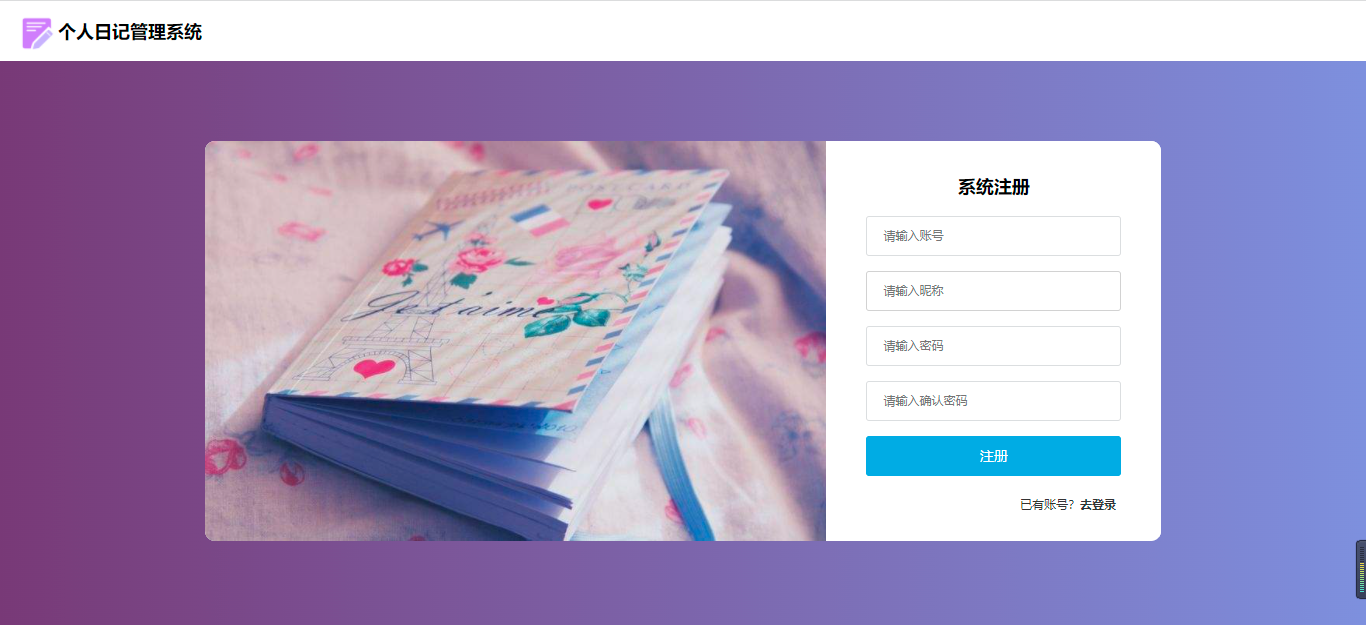 个人日记管理系统
POST CARD
Je t'aime
系统注册
请输入账号
请输入昵称
请输入密码
请输入确认密码
注册
已有账号？去登录